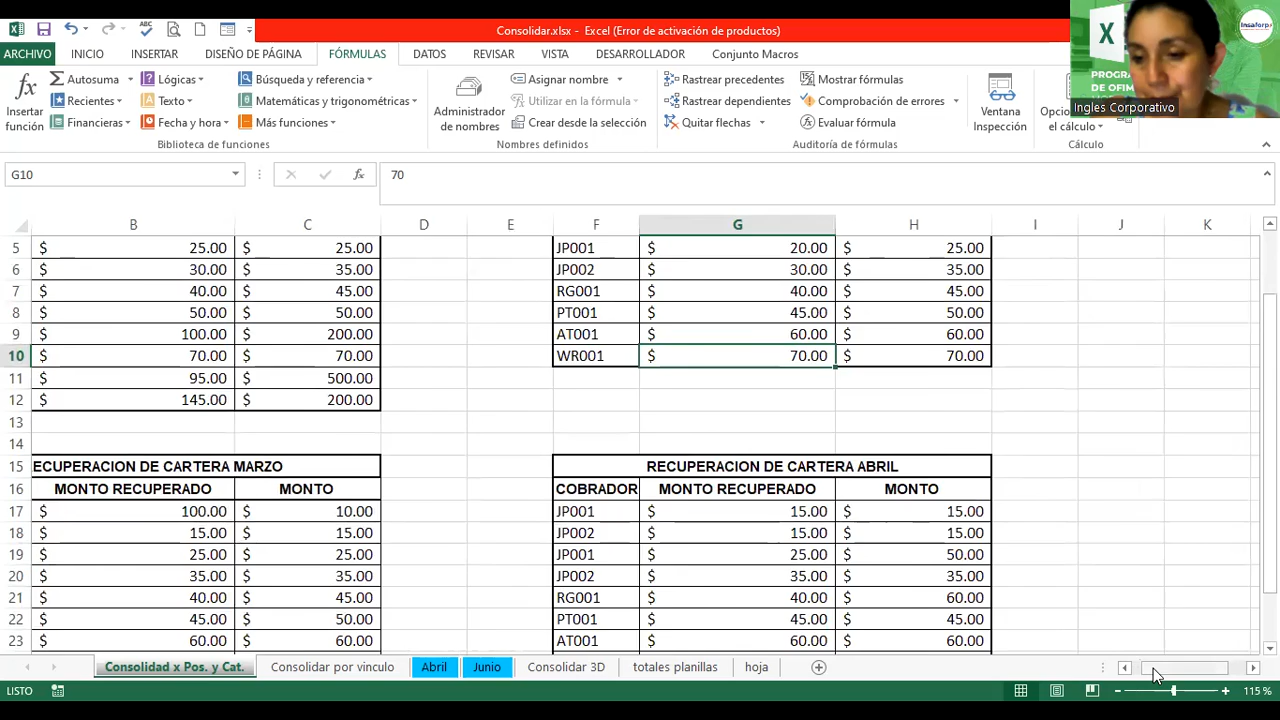 Consolidar.xlsx - Excel (Error de activación de productos)
ARCHIVO INICIO INSERTAR DISEÑO DE PÁGINA FÓRMULAS DATOS REVISAR VISTA DESARROLLADOR Conjunto Macros
Insertar función
Autosuma Lógicas Búsqueda y referencia
Recientes Texto Matemáticas y trigonométricas
Financieras Fecha y hora Más funciones
Biblioteca de funciones
Administrador de nombres
Asignar nombre
Utilizar en la fórmula
Crear desde la selección
Nombres definidos
Rastrear precedentes Mostrar fórmulas
Rastrear dependientes Comprobación de errores
Quitar flechas Evaluar fórmula
Auditoría de fórmulas
Ventana Inspección
el cálculo
Cálculo
X
Insaforp
DE OFIM
Ingles Corporativo
G10 fx 70
B C D E F G H I J K
5 $ 25.00 $ 25.00 JP001 $ 20.00 $ 25.00
6 $ 30.00 $ 35.00 JP002 $ 30.00 $ 35.00
7 $ 40.00 $ 45.00 RG001 $ 40.00 $ 45.00
8 $ 50.00 $ 50.00 PT001 $ 45.00 $ 50.00
9 $ 100.00 $ 200.00 AT001 $ 60.00 $ 60.00
10 $ 70.00 $ 70.00 WR001 $ 70.00 $ 70.00
11 $ 95.00 $ 500.00
12 $ 145.00 $ 200.00
13
14
15 ECUPERACION DE CARTERA MARZO RECUPERACION DE CARTERA ABRIL
16 MONTO RECUPERADO MONTO COBRADOR MONTO RECUPERADO MONTO
17 $ 100.00 $ 10.00 JP001 $ 15.00 $ 15.00
18 $ 15.00 $ 15.00 JP002 $ 15.00 $ 15.00
19 $ 25.00 $ 25.00 JP001 $ 25.00 $ 50.00
20 $ 35.00 $ 35.00 JP002 $ 35.00 $ 35.00
21 $ 40.00 $ 45.00 RG001 $ 40.00 $ 60.00
22 $ 45.00 $ 50.00 PT001 $ 45.00 $ 45.00
23 $ 60.00 $ 60.00 AT001 $ 60.00 $ 60.00
Consolidad x Pos. y Cat. Consolidar por vinculo Abril Junio Consolidar 3D totales planillas hoja
LISTO 115 %